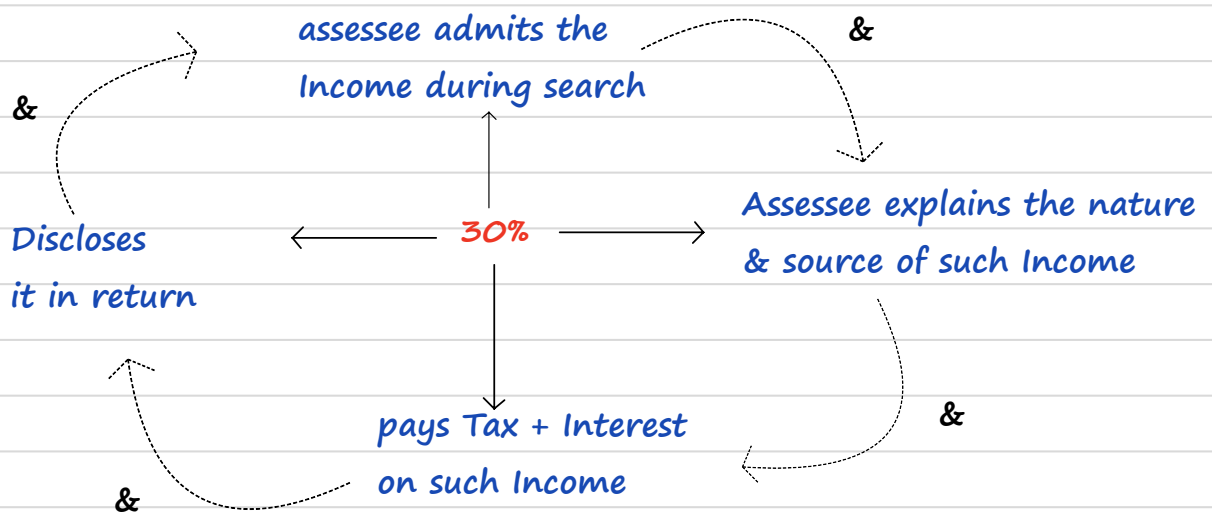 assessee admits the
Income during search
&
&
Assessee explains the nature
& source of such Income
30%
Discloses
it in return
&
pays Tax + Interest
on such Income
&